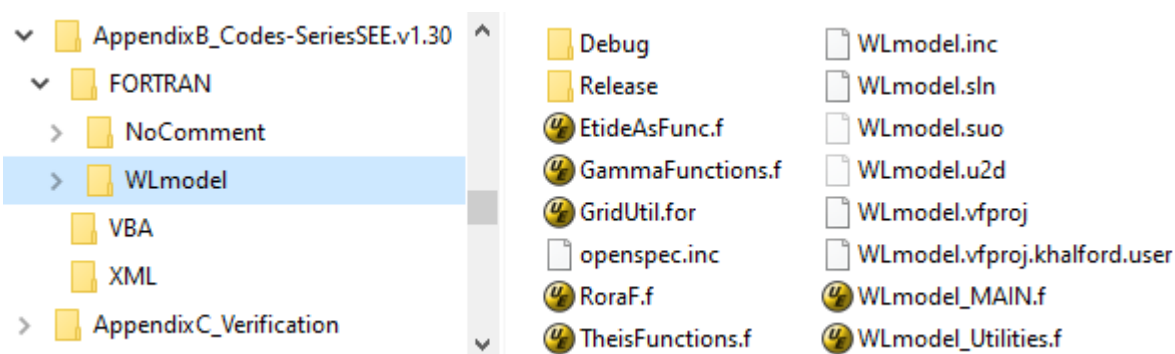 AppendixB_Codes-SeriesSEE.v1.30
FORTRAN
NoComment
WLmodel
VBA
XML
AppendixC_Verification
Debug
Release
EtideAsFunc.f
GammaFunctions.f
GridUtil.for
openspec.inc
RoraF.f
TheisFunctions.f
WLmodel.inc
WLmodel.sln
WLmodel.suo
WLmodel.u2d
WLmodel.vfproj
WLmodel.vfproj.khalford.user
WLmodel_MAIN.f
WLmodel_Utilities.f